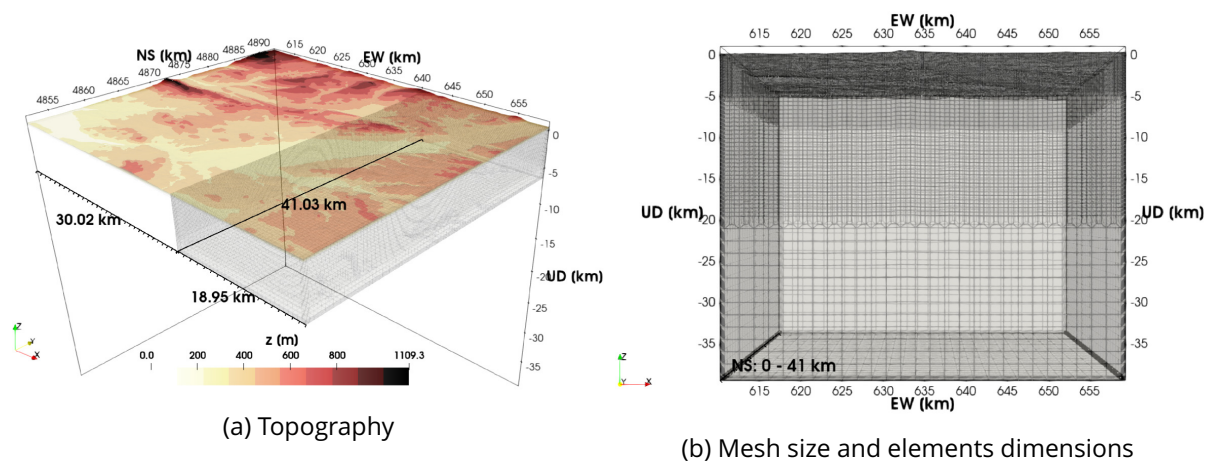 NS (km)
4855
4860
4865
4870
4875
4880
4885
4890
EW (km)
615
620
625
630
635
640
645
650
655
0
-5
-10
-15
-20
-25
-30
-35
UD (km)
30.02 km
41.03 km
18.95 km
z (m)
0.0 200 400 600 800 1109.3
Z
Y
X
(a) Topography
EW (km)
615 620 625 630 635 640 645 650 655
0
-5
-10
-15
-20
-25
-30
-35
UD (km)
UD (km)
0
-5
-10
-15
-20
-25
-30
-35
NS: 0 - 41 km
615 620 625 630 635 640 645 650 655
EW (km)
Z
Y
X
(b) Mesh size and elements dimensions